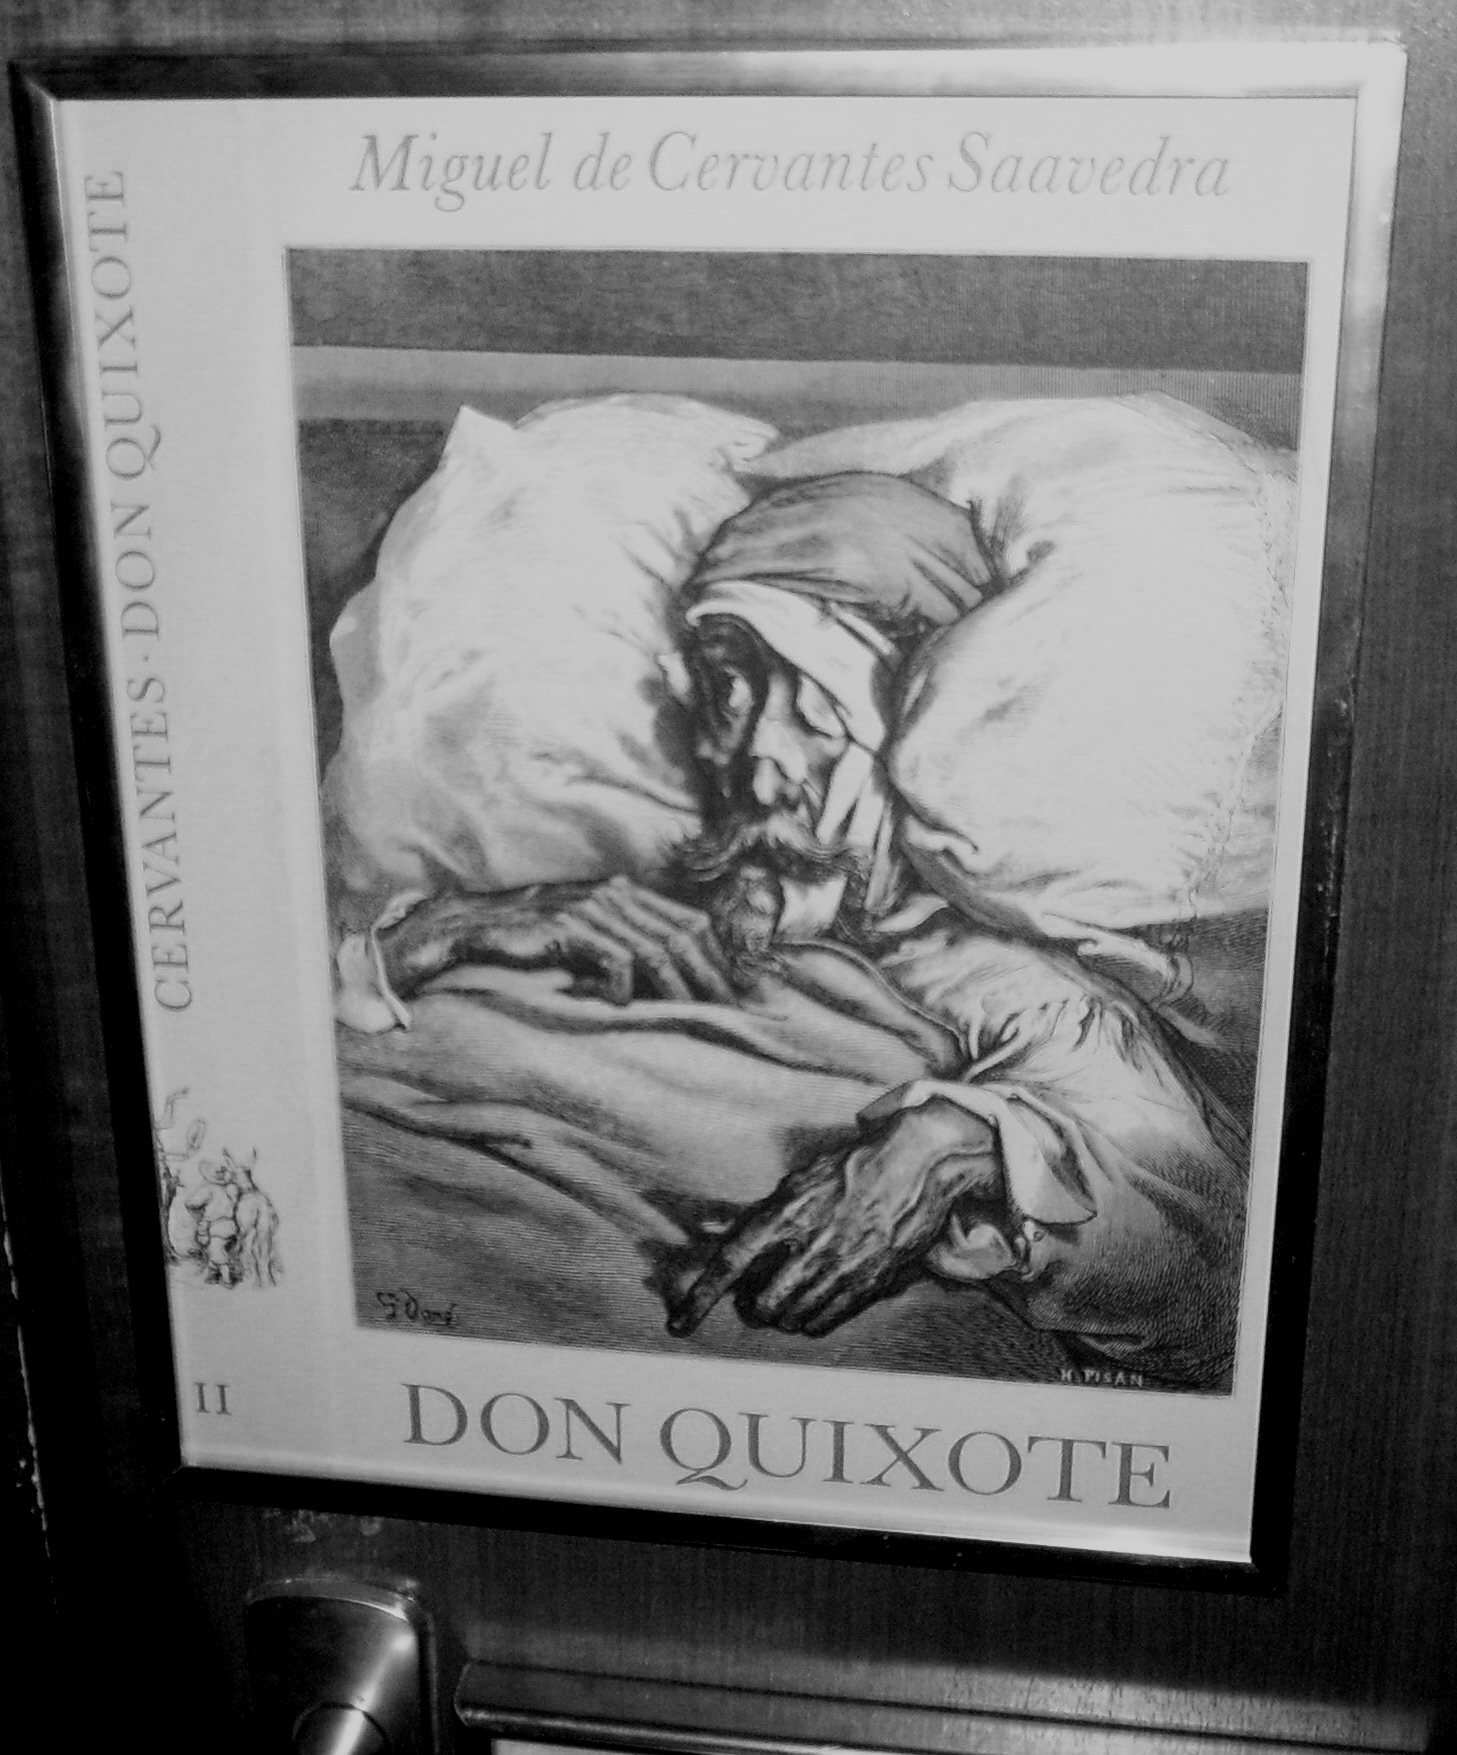 Miguel de Cervantes Saavedra
CERVANTES · DON QUIXOTE
II
G Doré
H. PISAN.
DON QUIXOTE